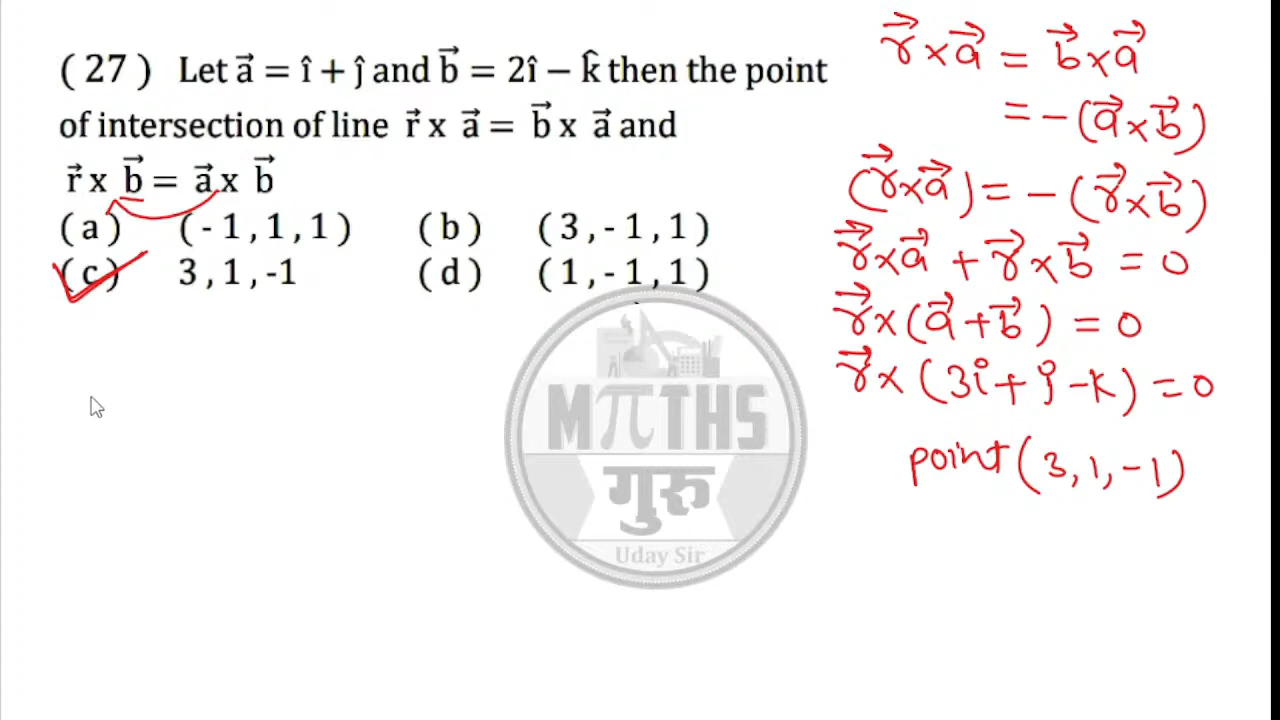 ( 27 ) Let a⃗ = î + ĵ and b⃗ = 2î − k̂ then the point
of intersection of line r⃗ x a⃗ = b⃗ x a⃗ and
r⃗ x b⃗ = a⃗ x b⃗
( a ) ( - 1 , 1 , 1 ) ( b ) ( 3 , - 1 , 1 )
( c ) 3 , 1 , -1 ( d ) ( 1 , - 1 , 1 )
r⃗ × a⃗ = b⃗ × a⃗
= − (a⃗ × b⃗)
(r⃗ × a⃗) = − (r⃗ × b⃗)
r⃗ × a⃗ + r⃗ × b⃗ = 0
r⃗ × (a⃗ + b⃗) = 0
r⃗ × (3i + j − k) = 0
point (3, 1, −1)
MπTHS
गुरु
Uday Sir